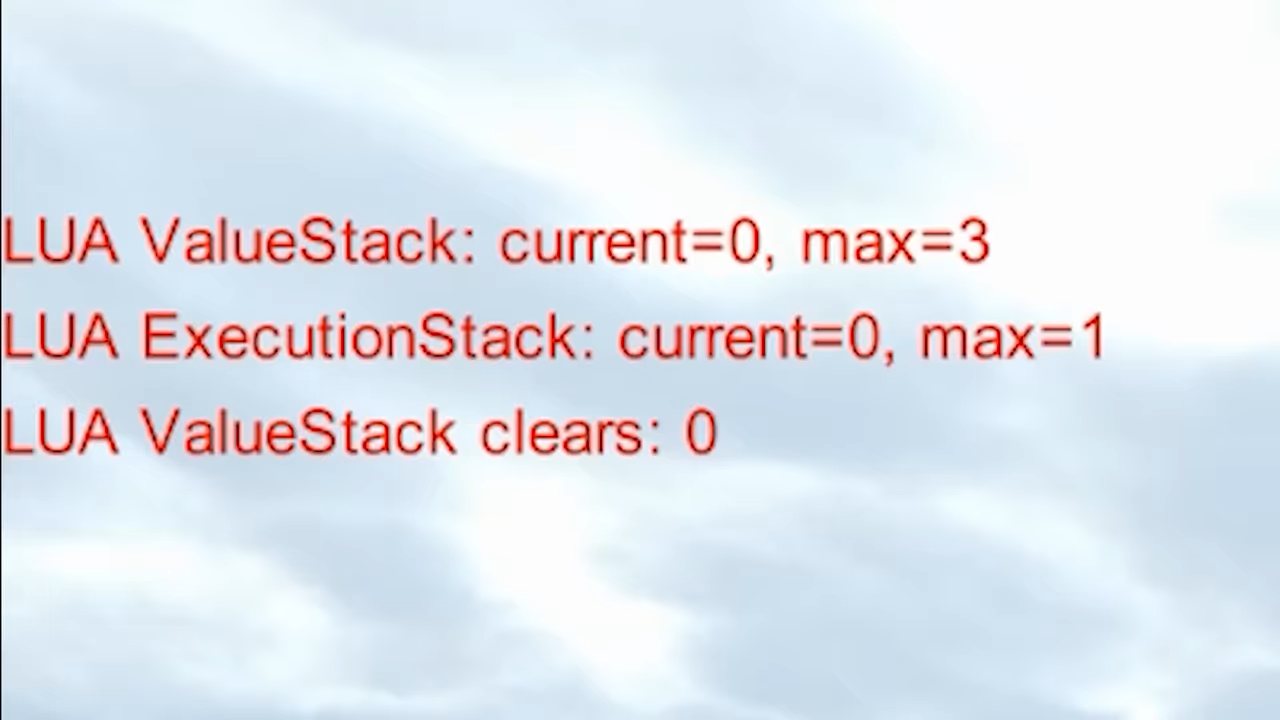 LUA ValueStack: current=0, max=3
LUA ExecutionStack: current=0, max=1
LUA ValueStack clears: 0